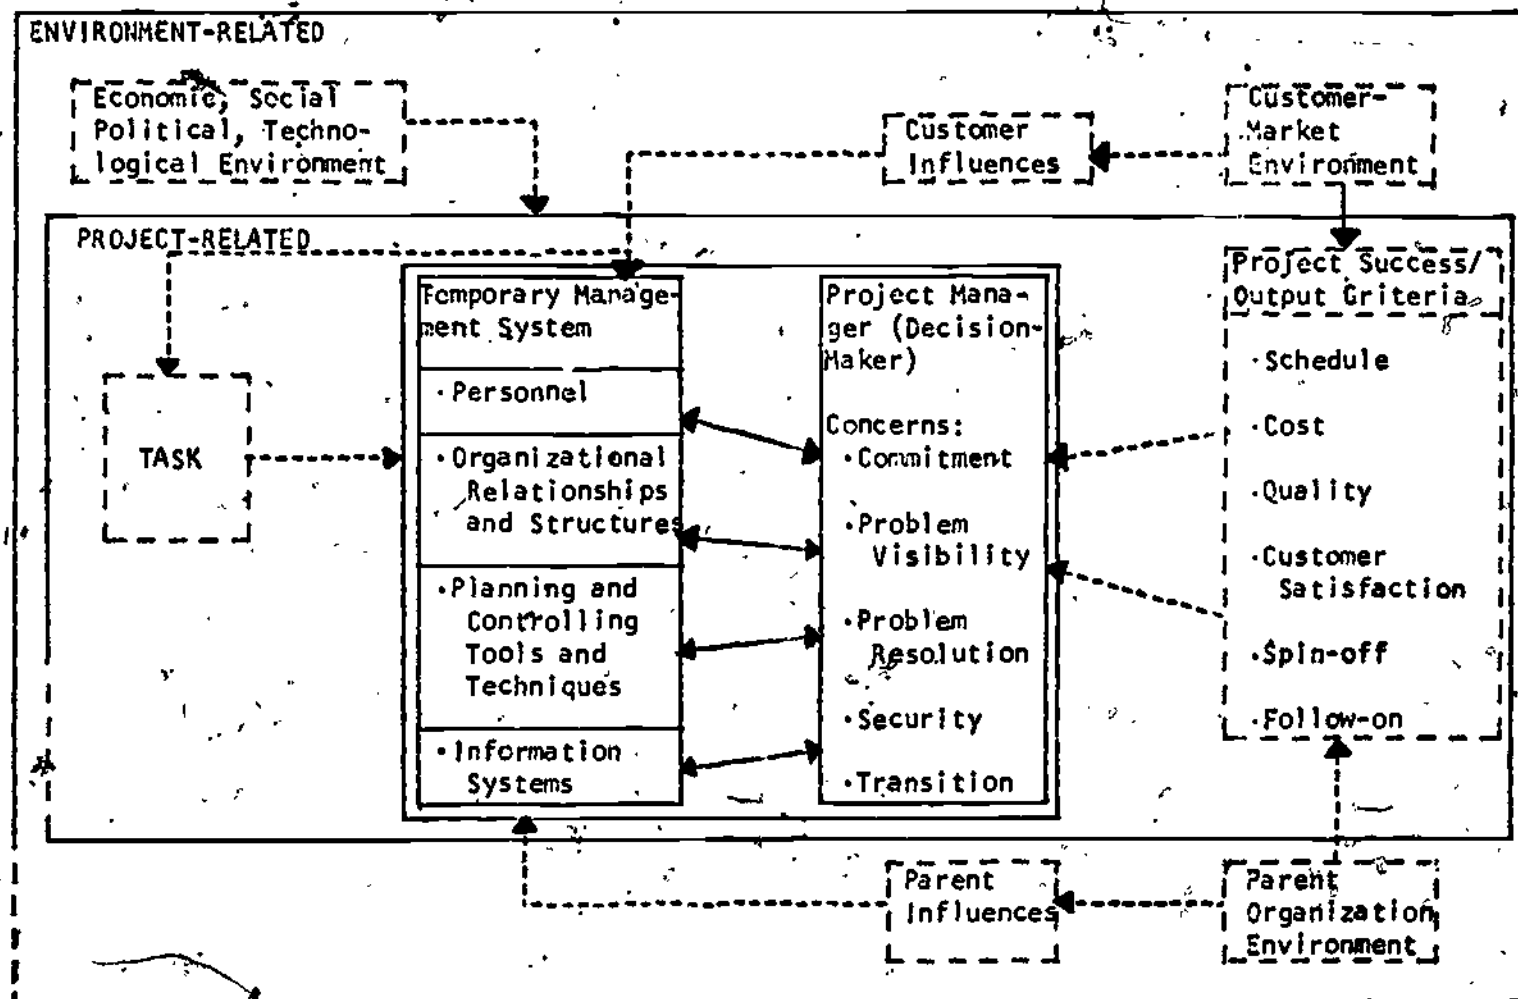 ENVIRONMENT-RELATED
Economic, Social
Political, Techno-
logical Environment
Customer
Influences
Customer-
Market
Environment
PROJECT-RELATED
TASK
Temporary Manage-
ment System
·Personnel
·Organizational
Relationships
and Structures
·Planning and
Controlling
Tools and
Techniques
·Information
Systems
Project Mana-
ger (Decision-
Maker)
Concerns:
·Commitment
·Problem
Visibility
·Problem
Resolution
·Security
·Transition
Project Success/
Output Criteria
·Schedule
·Cost
·Quality
·Customer
Satisfaction
·Spin-off
·Follow-on
Parent
Influences
Parent
Organization
Environment